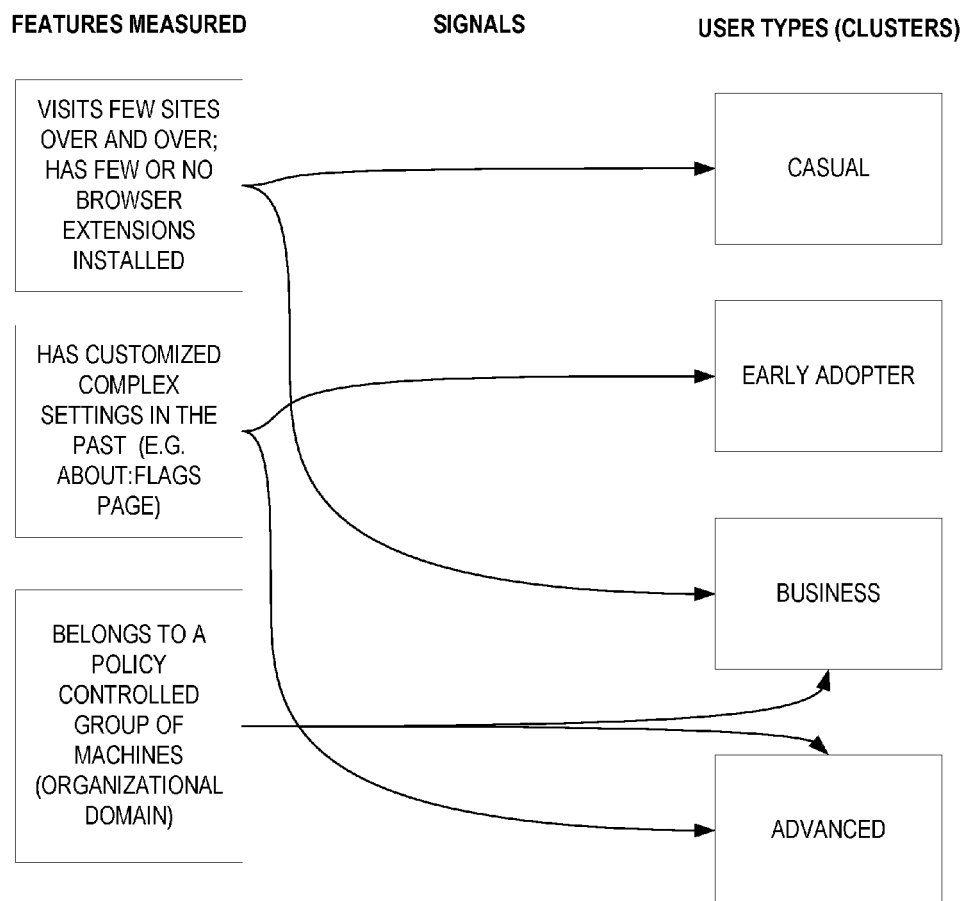 FEATURES MEASURED
SIGNALS
USER TYPES (CLUSTERS)
VISITS FEW SITES
OVER AND OVER;
HAS FEW OR NO
BROWSER
EXTENSIONS
INSTALLED
CASUAL
HAS CUSTOMIZED
COMPLEX
SETTINGS IN THE
PAST (E.G.
ABOUT:FLAGS
PAGE)
EARLY ADOPTER
BUSINESS
BELONGS TO A
POLICY
CONTROLLED
GROUP OF
MACHINES
(ORGANIZATIONAL
DOMAIN)
ADVANCED